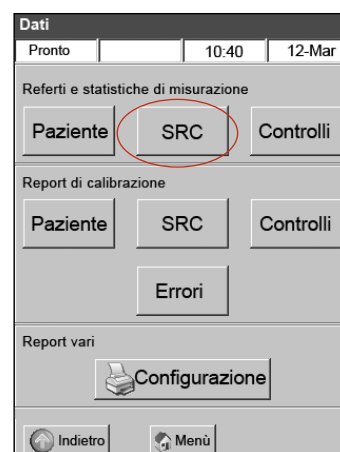 Dati
Pronto 10:40 12-Mar
Referti e statistiche di misurazione
Paziente SRC Controlli
Report di calibrazione
Paziente SRC Controlli
Errori
Report vari
Configurazione
Indietro Menù